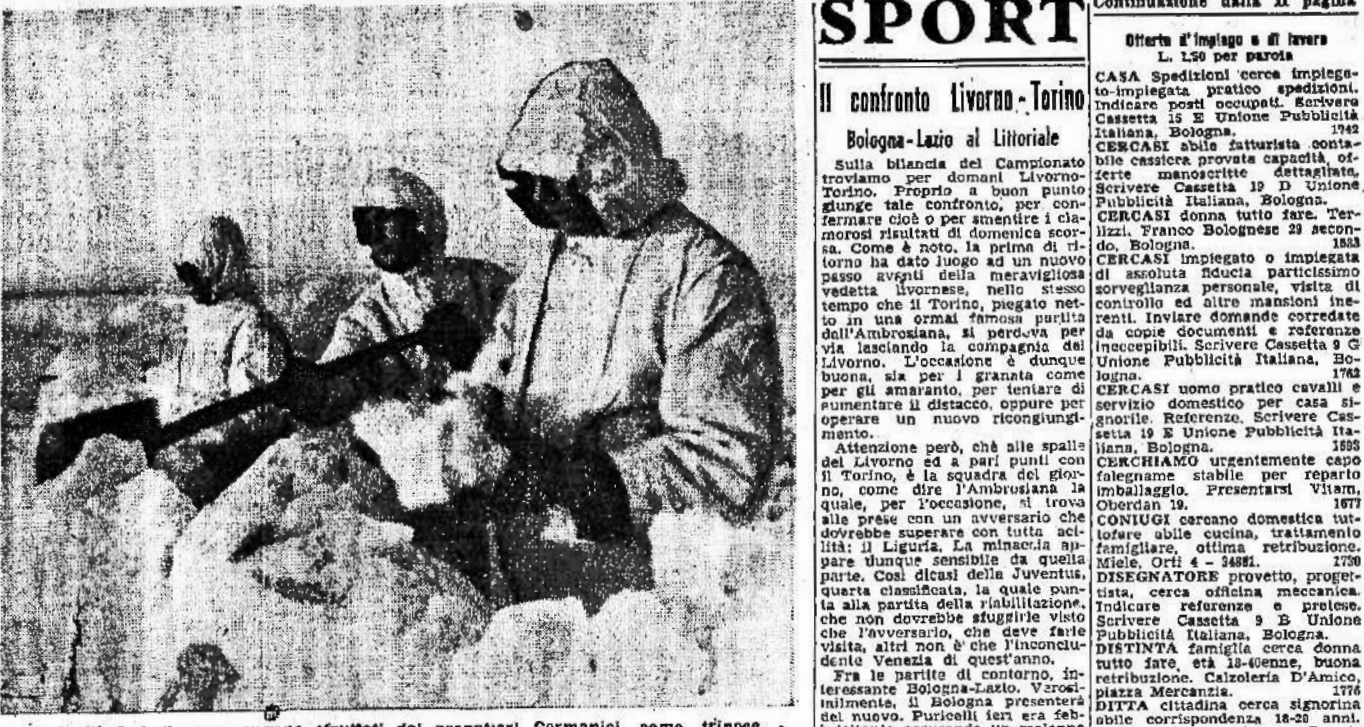 SPORT
Il confronto Livorno-Torino
Bologna-Lazio al Littoriale
Sulla bilancia del Campionato
troviamo per domani Livorno-
Torino. Proprio a buon punto
giunge tale confronto, per con-
fermare cioè o per smentire i cla-
morosi risultati di domenica scor-
sa. Come è noto, la prima di ri-
torno ha dato luogo ad un nuovo
passo avanti della meravigliosa
vedetta livornese, nello stesso
tempo che il Torino, piegato net-
to in una ormai famosa partita
dall'Ambrosiana, si perdeva per
via lasciando la compagnia del
Livorno. L'occasione è dunque
buona, sia per i granata come
per gli amaranto, per tentare di
aumentare il distacco, oppure per
operare un nuovo ricongiungi-
mento.
Attenzione però, chè alle spalle
del Livorno ed a pari punti con
il Torino, è la squadra del gior-
no, come dire l'Ambrosiana la
quale, per l'occasione, si trova
alle prese con un avversario che
dovrebbe superare con tutta aci-
lità: il Liguria. La minaccia ap-
pare dunque sensibile da quella
parte. Così dicasi della Juventus,
quarta classificata, la quale pun-
ta alla partita della riabilitazione,
che non dovrebbe sfuggirle visto
che l'avversario, che deve farle
visita, altri non è che l'inconclu-
dente Venezia di quest'anno.
Fra le partite di contorno, in-
teressante Bologna-Lazio. Verosi-
milmente, il Bologna presenterà
del nuovo. Puricelli ieri era feb-
Continuazione dalla II pagina
Offerte d'impiego e di lavoro
L. 1,50 per parola
CASA Spedizioni cerca impiega-
to-impiegata pratico spedizioni.
Indicare posti occupati. Scrivere
Cassetta 15 E Unione Pubblicità
Italiana, Bologna. 1742
CERCASI abile fatturista conta-
bile cassiera provata capacità, of-
ferte manoscritte dettagliate.
Scrivere Cassetta 19 D Unione
Pubblicità Italiana, Bologna.
CERCASI donna tutto fare. Ter-
lizzi. Franco Bolognese 29 secon-
do, Bologna. 1583
CERCASI impiegato o impiegata
di assoluta fiducia particissimo
sorveglianza personale, visita di
controllo ed altre mansioni ine-
renti. Inviare domande corredate
da copie documenti e referenze
ineccepibili. Scrivere Cassetta 9 G
Unione Pubblicità Italiana, Bo-
logna. 1762
CERCASI uomo pratico cavalli e
servizio domestico per casa si-
gnorile. Referenze. Scrivere Cas-
setta 19 E Unione Pubblicità Ita-
liana, Bologna. 1693
CERCHIAMO urgentemente capo
falegname stabile per reparto
imballaggio. Presentarsi Vitam,
Oberdan 19. 1677
CONIUGI cercano domestica tut-
tofare abile cucina, trattamento
famigliare, ottima retribuzione.
Miele, Orti 4 - 34881. 1730
DISEGNATORE provetto, proget-
tista, cerca officina meccanica.
Indicare referenze e pretese.
Scrivere Cassetta 9 B Unione
Pubblicità Italiana, Bologna.
DISTINTA famiglia cerca donna
tutto fare, età 18-40enne, buona
retribuzione. Calzoleria D'Amico,
piazza Mercanzia. 1776
DITTA cittadina cerca signorina
abile corrispondenza 18-25 anni.
sfruttati dai granatieri Germanici come trincee